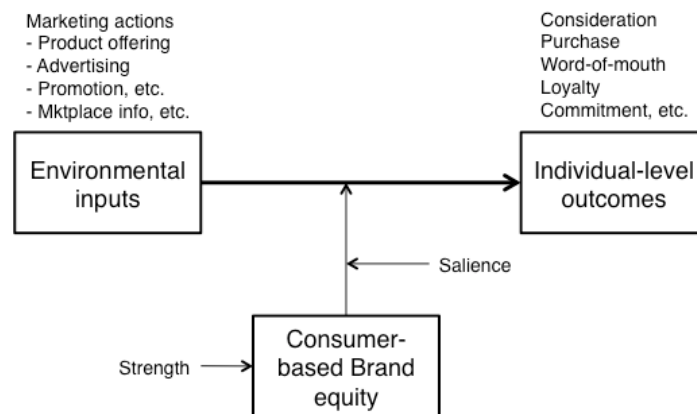 Marketing actions
- Product offering
- Advertising
- Promotion, etc.
- Mktplace info, etc.
Consideration
Purchase
Word-of-mouth
Loyalty
Commitment, etc.
Environmental
inputs
Individual-level
outcomes
Salience
Strength
Consumer-
based Brand
equity